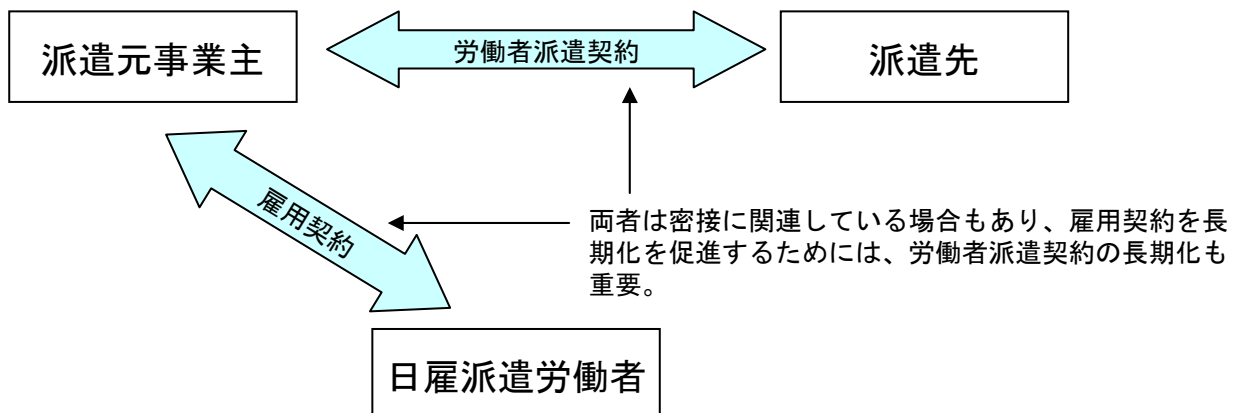 派遣元事業主
労働者派遣契約
派遣先
雇用契約
両者は密接に関連している場合もあり、雇用契約を長
期化を促進するためには、労働者派遣契約の長期化も
重要。
日雇派遣労働者